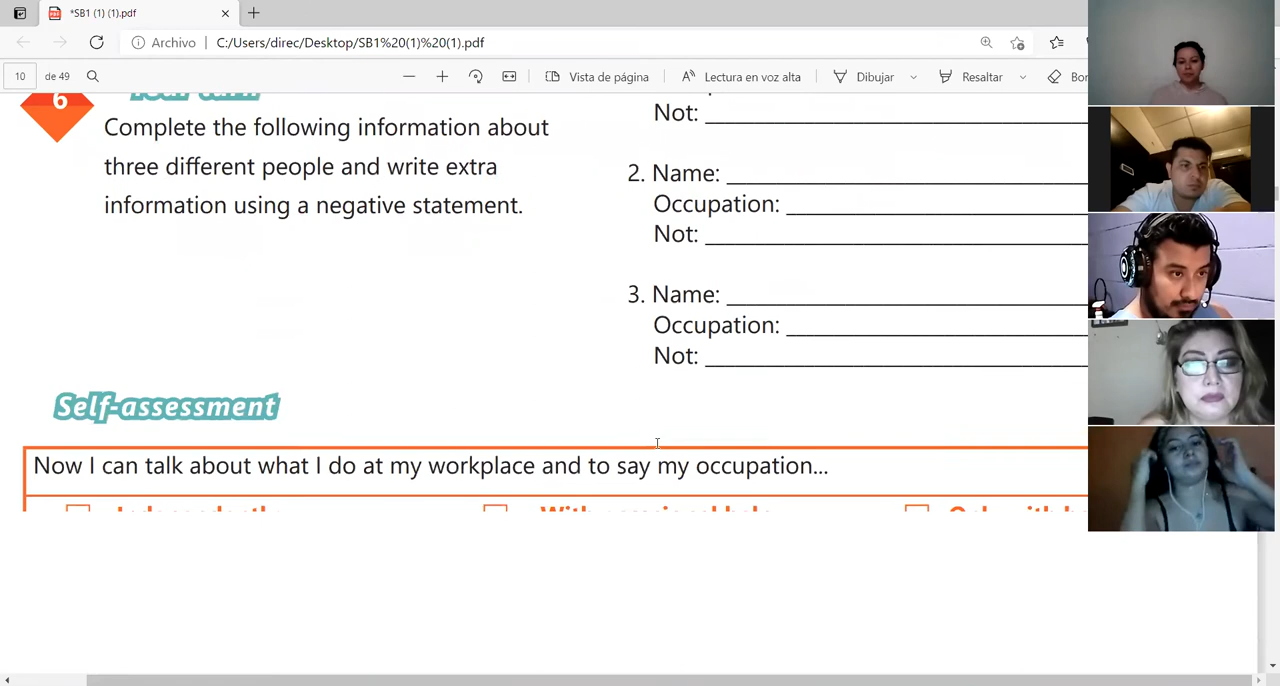 *SB1 (1) (1).pdf
Archivo
C:/Users/direc/Desktop/SB1%20(1)%20(1).pdf
10
de 49
Vista de página
Lectura en voz alta
Dibujar
Resaltar
6
Your turn
Complete the following information about
three different people and write extra
information using a negative statement.
Not:
2. Name:
Occupation:
Not:
3. Name:
Occupation:
Not:
Self-assessment
Now I can talk about what I do at my workplace and to say my occupation...